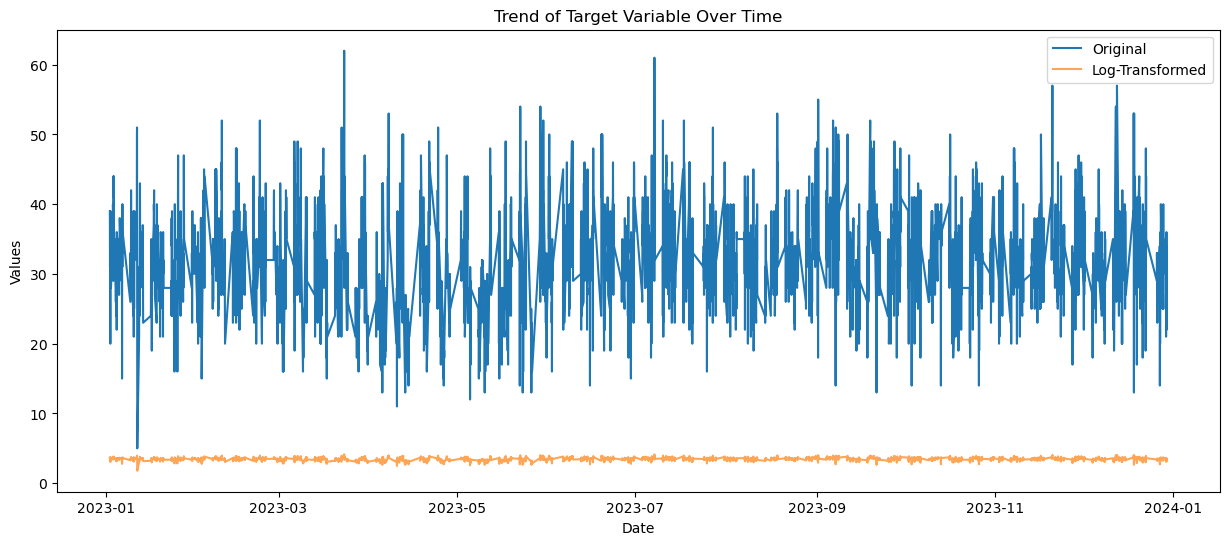 Trend of Target Variable Over Time
Original
Log-Transformed
Values
60
50
40
30
20
10
0
2023-01
2023-03
2023-05
2023-07
2023-09
2023-11
2024-01
Date